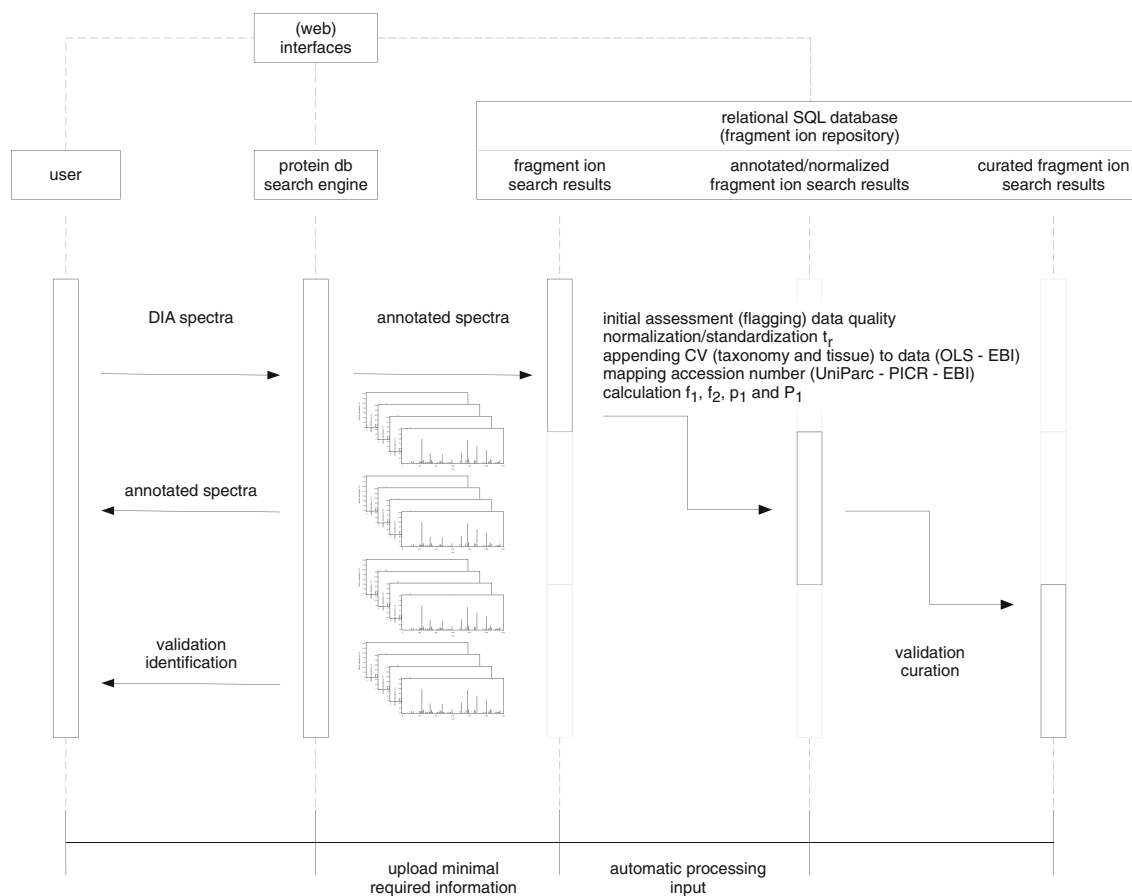 (web)
interfaces
relational SQL database
(fragment ion repository)
user
protein db
search engine
fragment ion
search results
annotated/normalized
fragment ion search results
curated fragment ion
search results
DIA spectra
annotated spectra
initial assessment (flagging) data quality
normalization/standardization tr
appending CV (taxonomy and tissue) to data (OLS - EBI)
mapping accession number (UniParc - PICR - EBI)
calculation f1, f2, p1 and P1
annotated spectra
validation
identification
validation
curation
upload minimal
required information
automatic processing
input